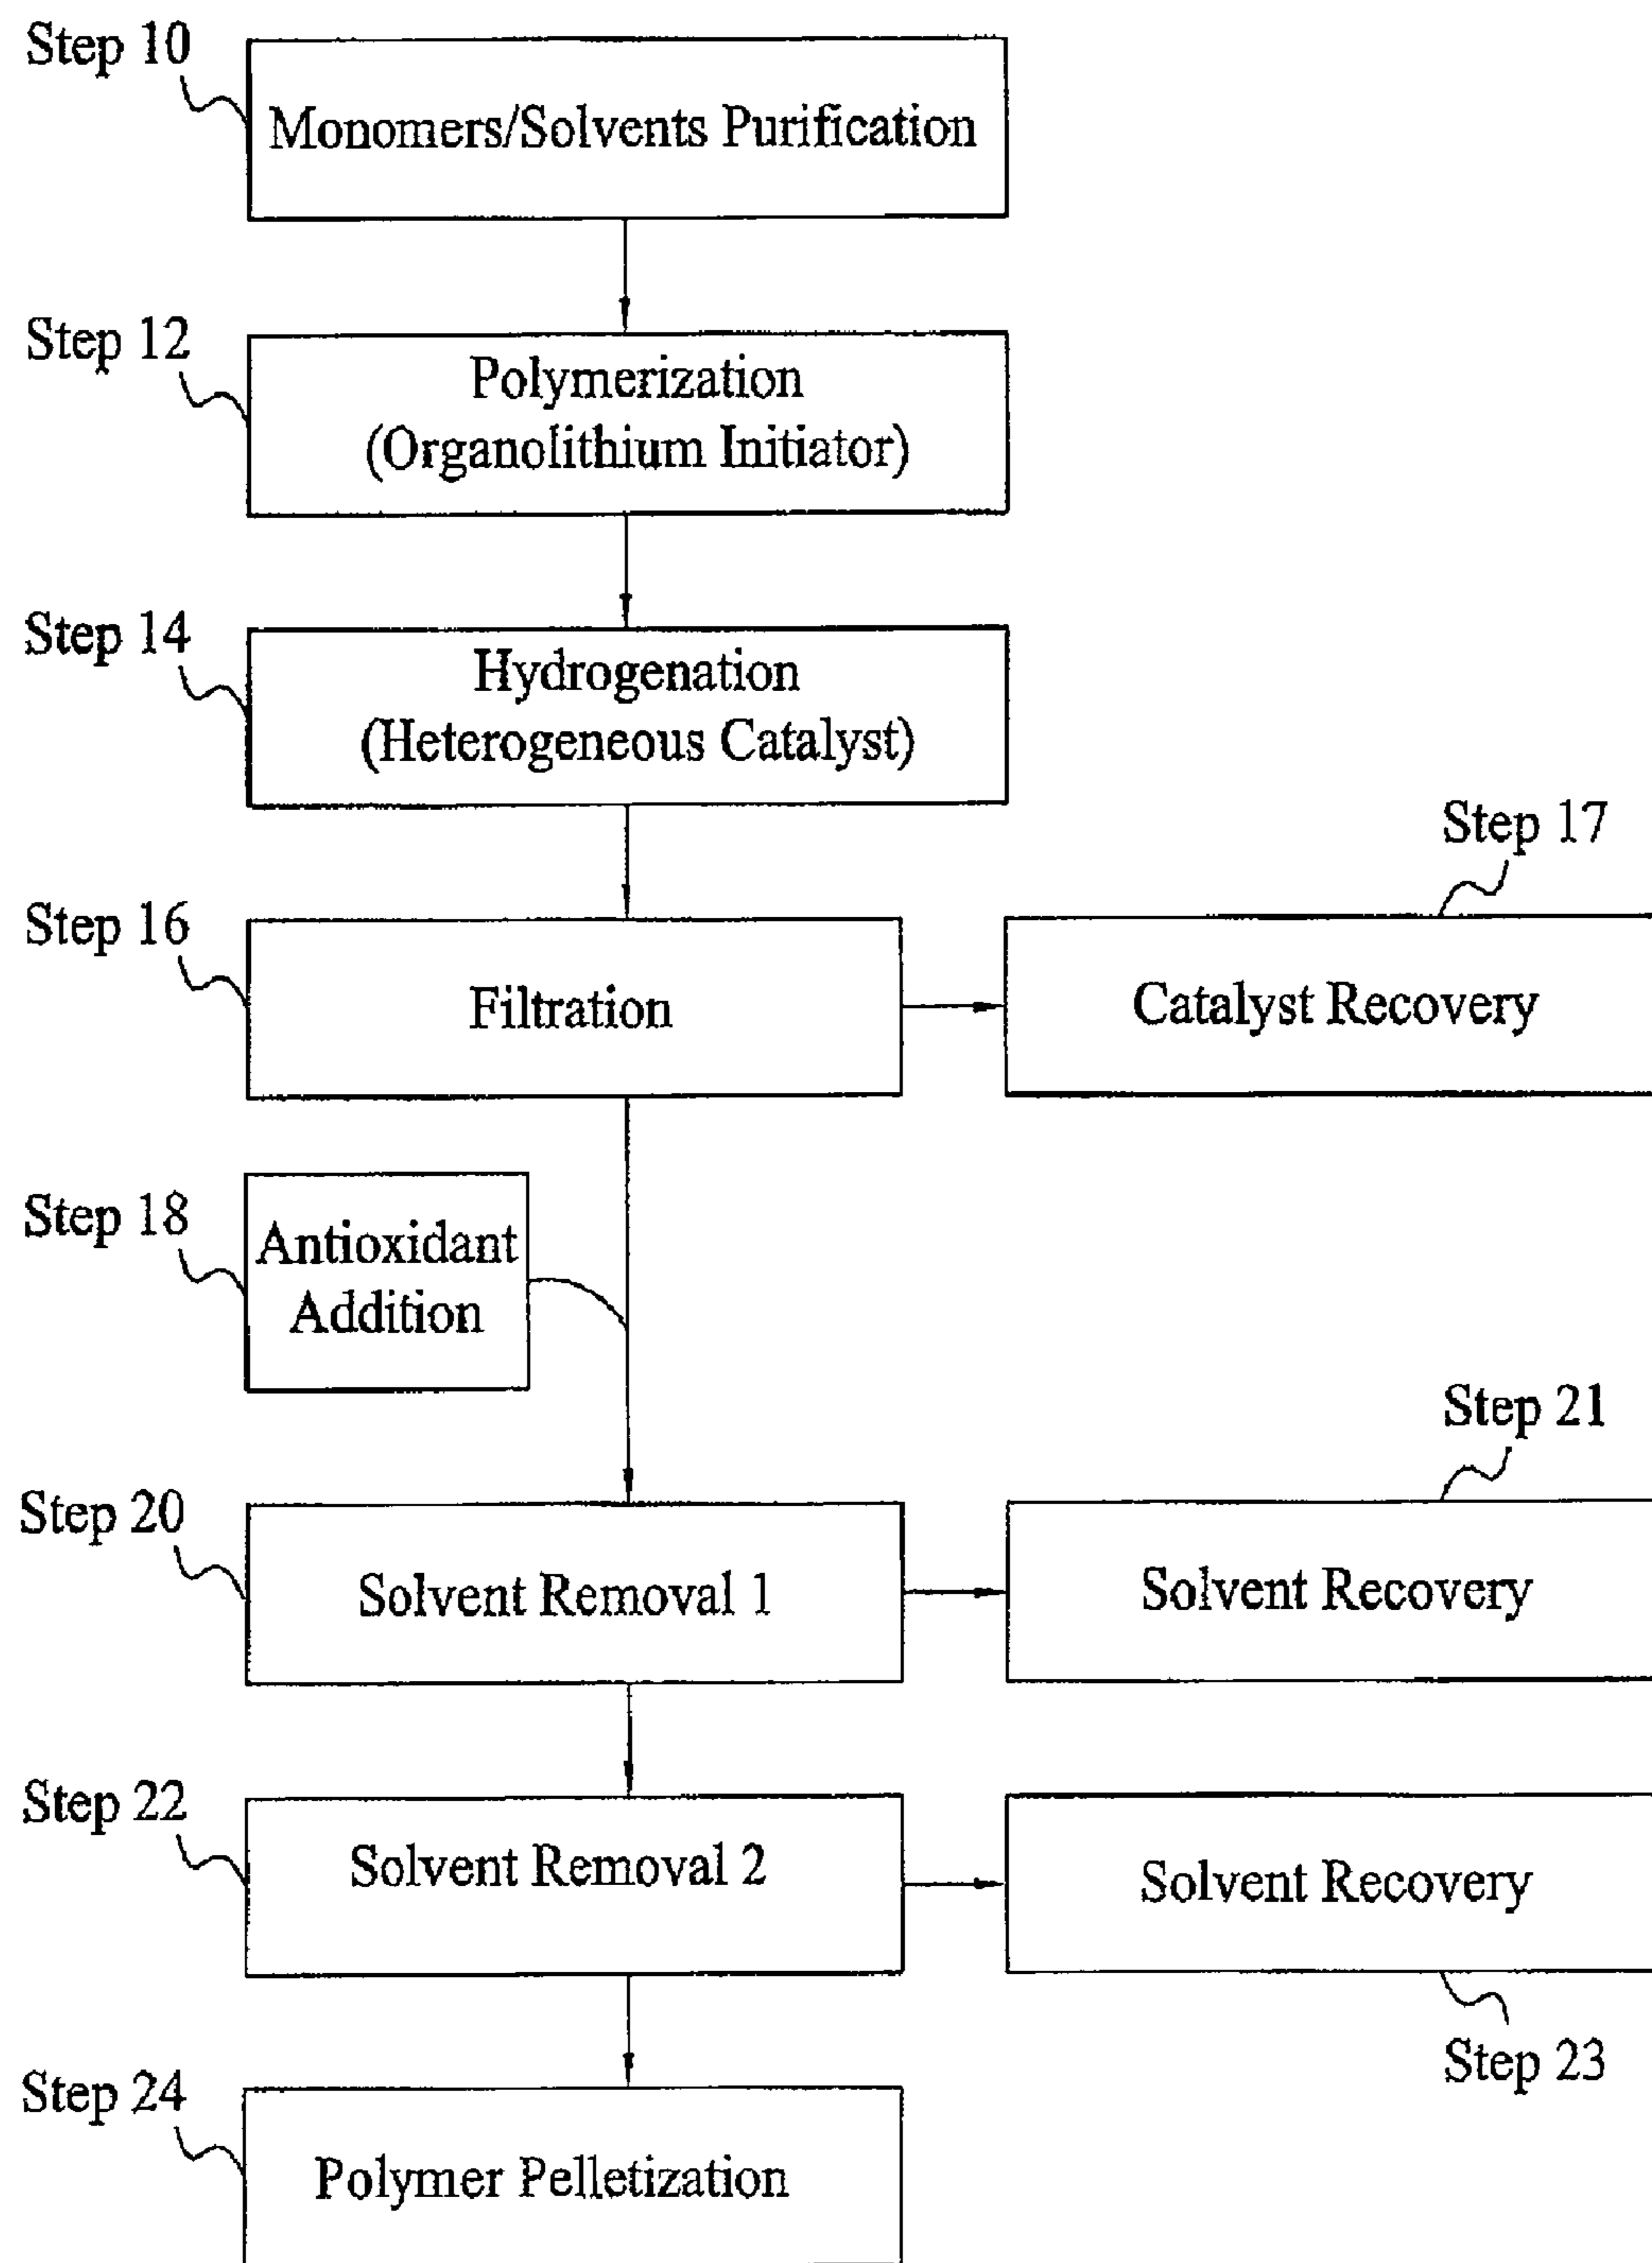 Step 10
Monomers/Solvents Purification
Step 12
Polymerization
(Organolithium Initiator)
Step 14
Hydrogenation
(Heterogeneous Catalyst)
Step 17
Step 16
Filtration
Catalyst Recovery
Step 18
Antioxidant
Addition
Step 21
Step 20
Solvent Removal 1
Solvent Recovery
Step 22
Solvent Removal 2
Solvent Recovery
Step 23
Step 24
Polymer Pelletization